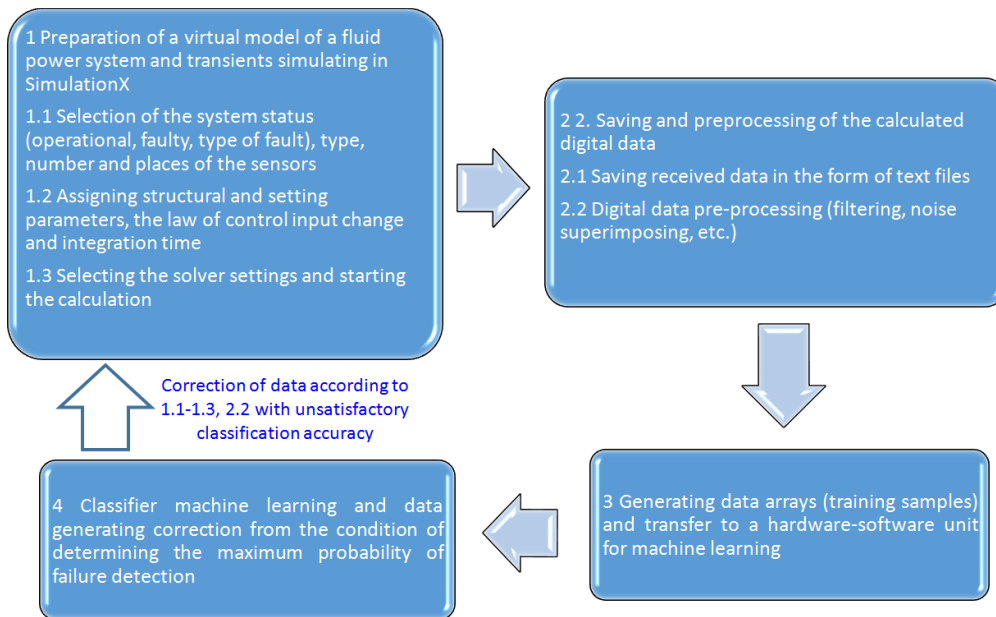 1 Preparation of a virtual model of a fluid
power system and transients simulating in
SimulationX
1.1 Selection of the system status
(operational, faulty, type of fault), type,
number and places of the sensors
1.2 Assigning structural and setting
parameters, the law of control input change
and integration time
1.3 Selecting the solver settings and starting
the calculation
2 2. Saving and preprocessing of the calculated
digital data
2.1 Saving received data in the form of text files
2.2 Digital data pre-processing (filtering, noise
superimposing, etc.)
3 Generating data arrays (training samples)
and transfer to a hardware-software unit
for machine learning
4 Classifier machine learning and data
generating correction from the condition of
determining the maximum probability of
failure detection
Correction of data according to
1.1-1.3, 2.2 with unsatisfactory
classification accuracy